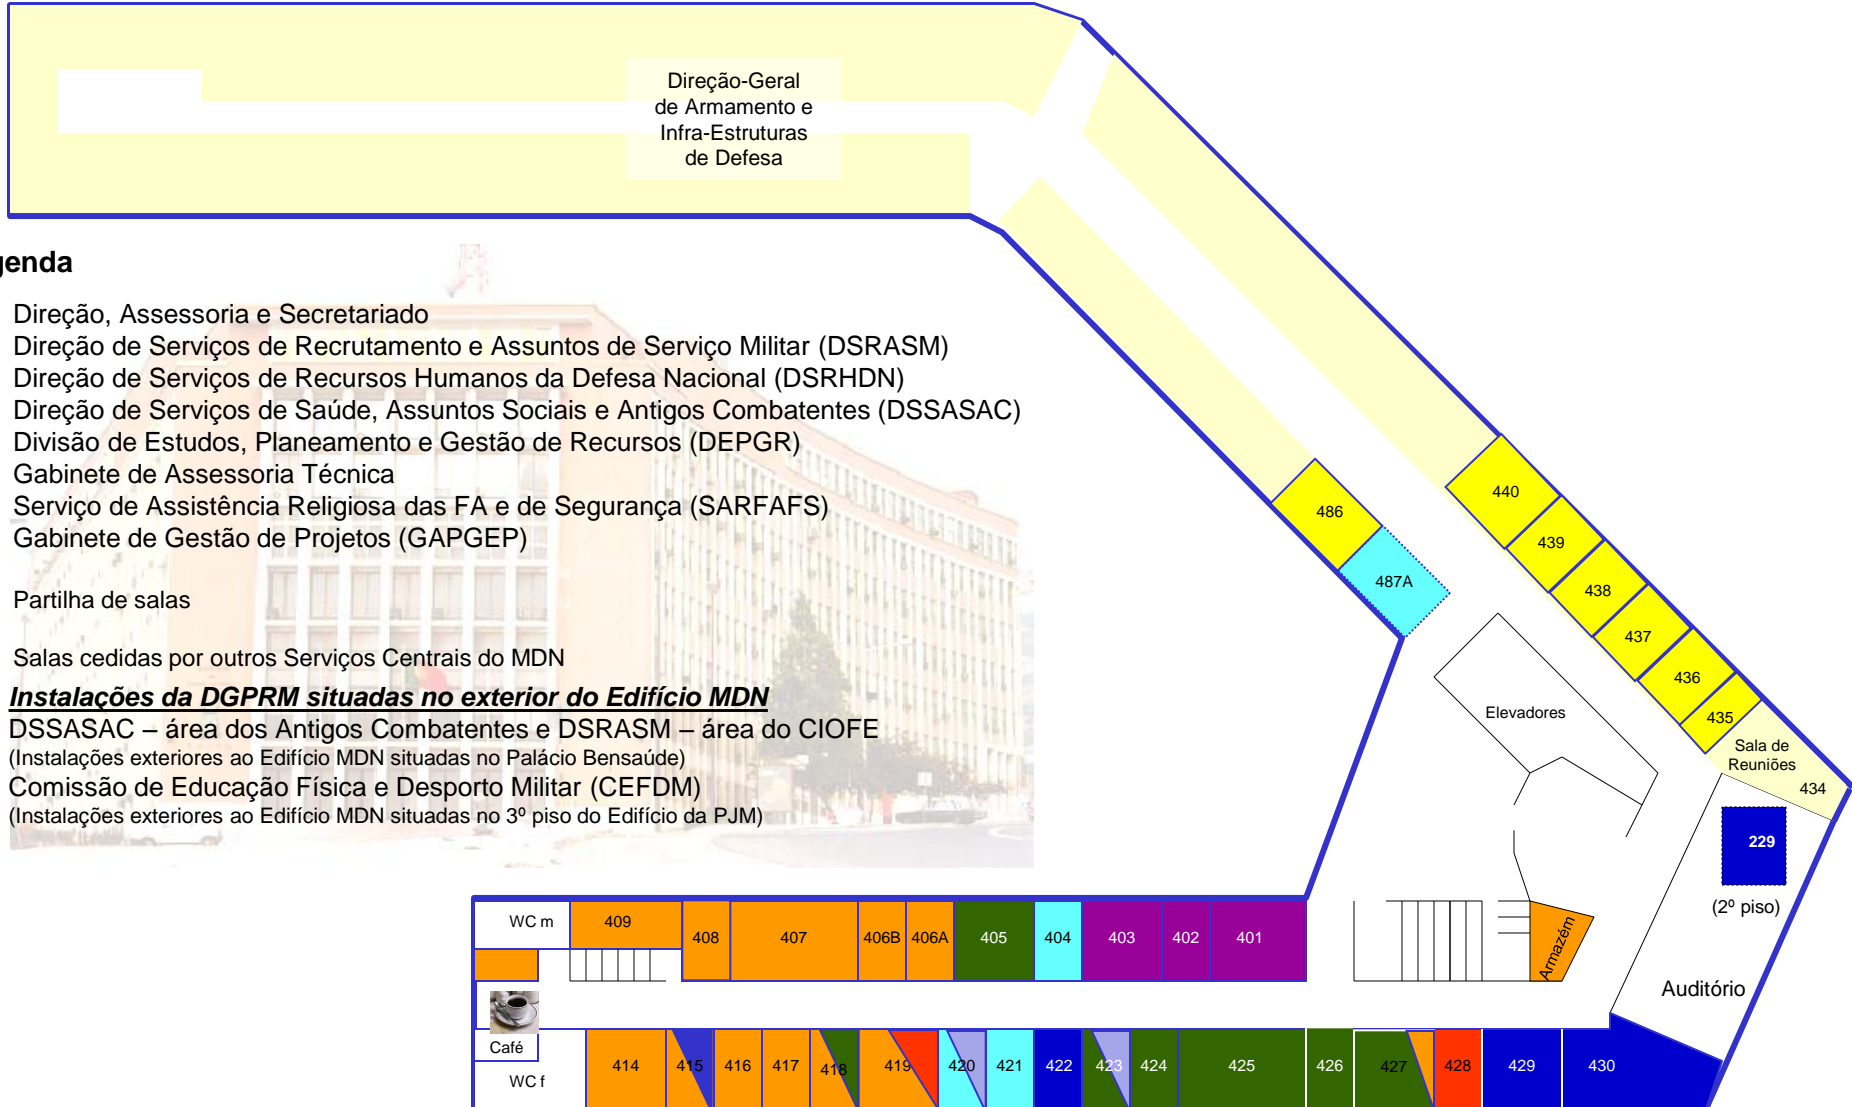 Direção-Geral
de Armamento e
Infra-Estruturas
de Defesa
genda
Direção, Assessoria e Secretariado
Direção de Serviços de Recrutamento e Assuntos de Serviço Militar (DSRASM)
Direção de Serviços de Recursos Humanos da Defesa Nacional (DSRHDN)
Direção de Serviços de Saúde, Assuntos Sociais e Antigos Combatentes (DSSASAC)
Divisão de Estudos, Planeamento e Gestão de Recursos (DEPGR)
Gabinete de Assessoria Técnica
Serviço de Assistência Religiosa das FA e de Segurança (SARFAFS)
Gabinete de Gestão de Projetos (GAPGEP)
Partilha de salas
Salas cedidas por outros Serviços Centrais do MDN
Instalações da DGPRM situadas no exterior do Edifício MDN
DSSASAC – área dos Antigos Combatentes e DSRASM – área do CIOFE
(Instalações exteriores ao Edifício MDN situadas no Palácio Bensaúde)
Comissão de Educação Física e Desporto Militar (CEFDM)
(Instalações exteriores ao Edifício MDN situadas no 3º piso do Edifício da PJM)
440
486
439
487A
438
437
436
435
Elevadores
Sala de
Reuniões
434
229
(2º piso)
WC m
409
408
407
406B
406A
405
404
403
402
401
Armazém
Auditório
Café
WC f
414
415
416
417
418
419
420
421
422
423
424
425
426
427
428
429
430